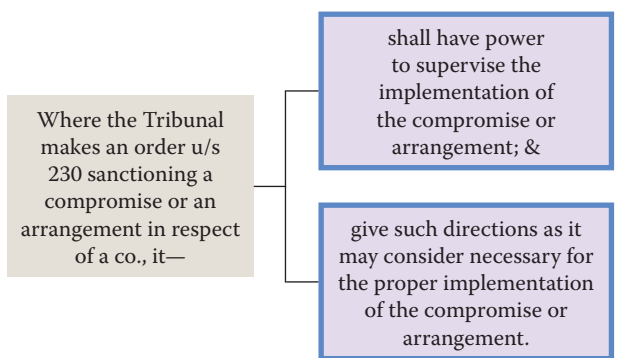 Where the Tribunal
makes an order u/s
230 sanctioning a
compromise or an
arrangement in respect
of a co., it—
shall have power
to supervise the
implementation of
the compromise or
arrangement; &
give such directions as it
may consider necessary for
the proper implementation
of the compromise or
arrangement.